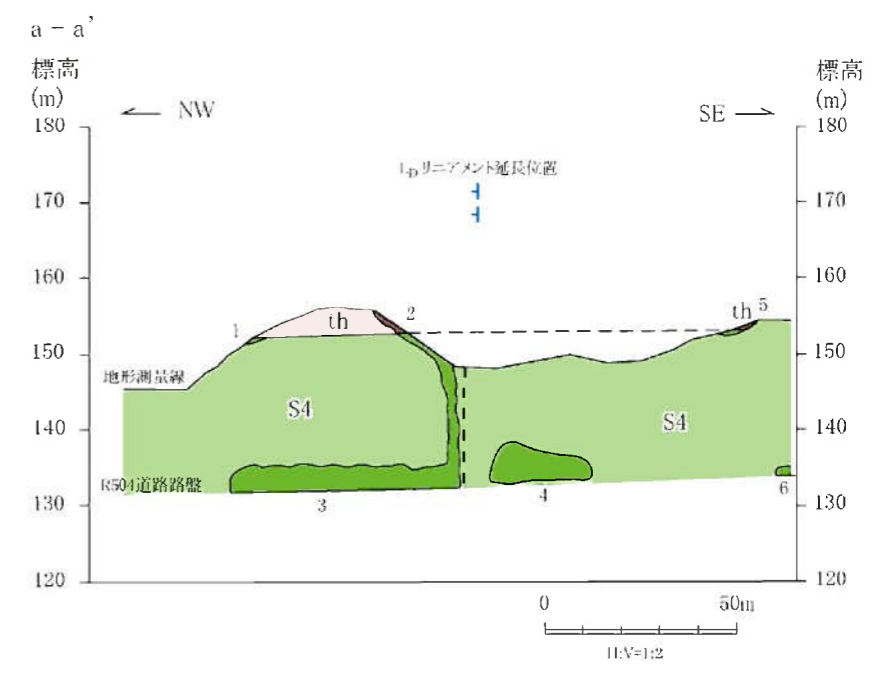 a - a’
標高
(m)
標高
(m)
NW
SE
180
180
LDリニアメント延長位置
170
170
160
160
1
th
2
th
5
150
150
地形測量線
S4
S4
140
140
R504道路路盤
130
130
3
4
6
120
120
0
50m
H:V=1:2